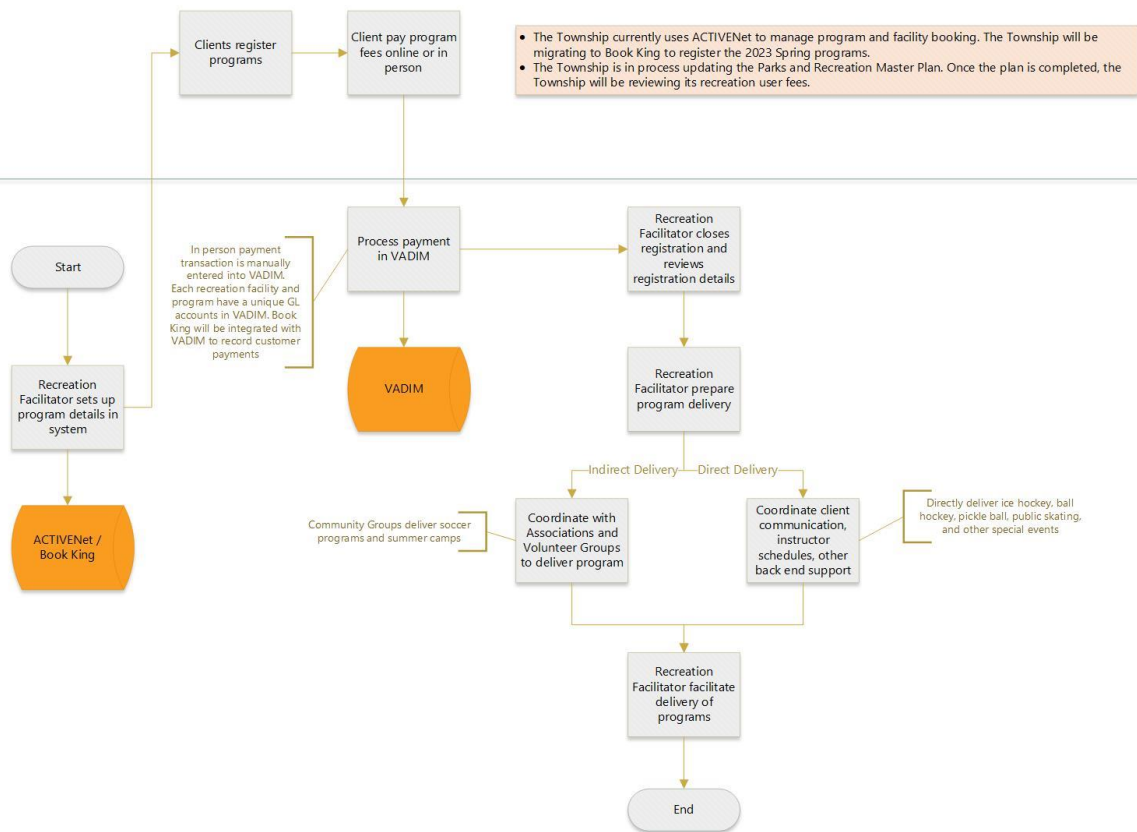 Clients register
programs
Client pay program
fees online or in
person
• The Township currently uses ACTIVENet to manage program and facility booking. The Township will be
migrating to Book King to register the 2023 Spring programs.
• The Township is in process updating the Parks and Recreation Master Plan. Once the plan is completed, the
Township will be reviewing its recreation user fees.
Start
Recreation
Facilitator sets up
program details in
system
ACTIVENet /
Book King
In person payment
transaction is manually
entered into VADIM.
Each recreation facility and
program have a unique GL
accounts in VADIM. Book
King will be integrated with
VADIM to record customer
payments
Process payment
in VADIM
VADIM
Recreation
Facilitator closes
registration and
reviews
registration details
Recreation
Facilitator prepare
program delivery
Indirect Delivery
Direct Delivery
Community Groups deliver soccer
programs and summer camps
Coordinate with
Associations and
Volunteer Groups
to deliver program
Coordinate client
communication,
instructor
schedules, other
back end support
Directly deliver ice hockey, ball
hockey, pickle ball, public skating,
and other special events
Recreation
Facilitator facilitate
delivery of
programs
End